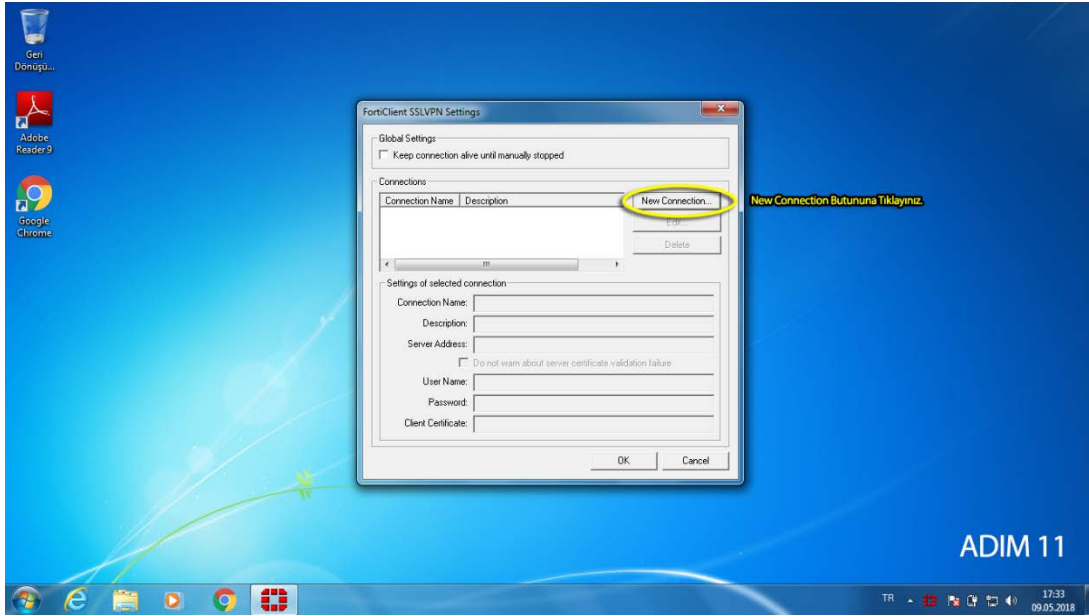 Geri
Dönüşü...
Adobe
Reader 9
Google
Chrome
FortiClient SSLVPN Settings
Global Settings
Keep connection alive until manually stopped
Connections
Connection Name Description
New Connection...
New Connection Butununa Tıklayınız.
Edit...
Delete
Settings of selected connection
Connection Name:
Description:
Server Address:
Do not warn about server certificate validation failure
User Name:
Password:
Client Certificate:
OK Cancel
ADIM 11
TR
17:33
09.05.2018